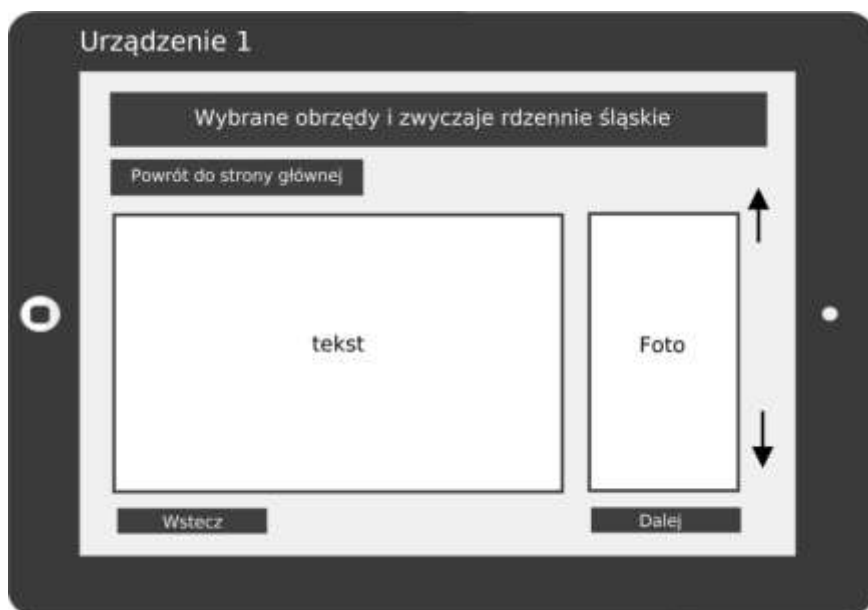 Urządzenie 1
Wybrane obrzędy i zwyczaje rdzennie śląskie
Powrót do strony głównej
tekst
Foto
Wstecz
Dalej